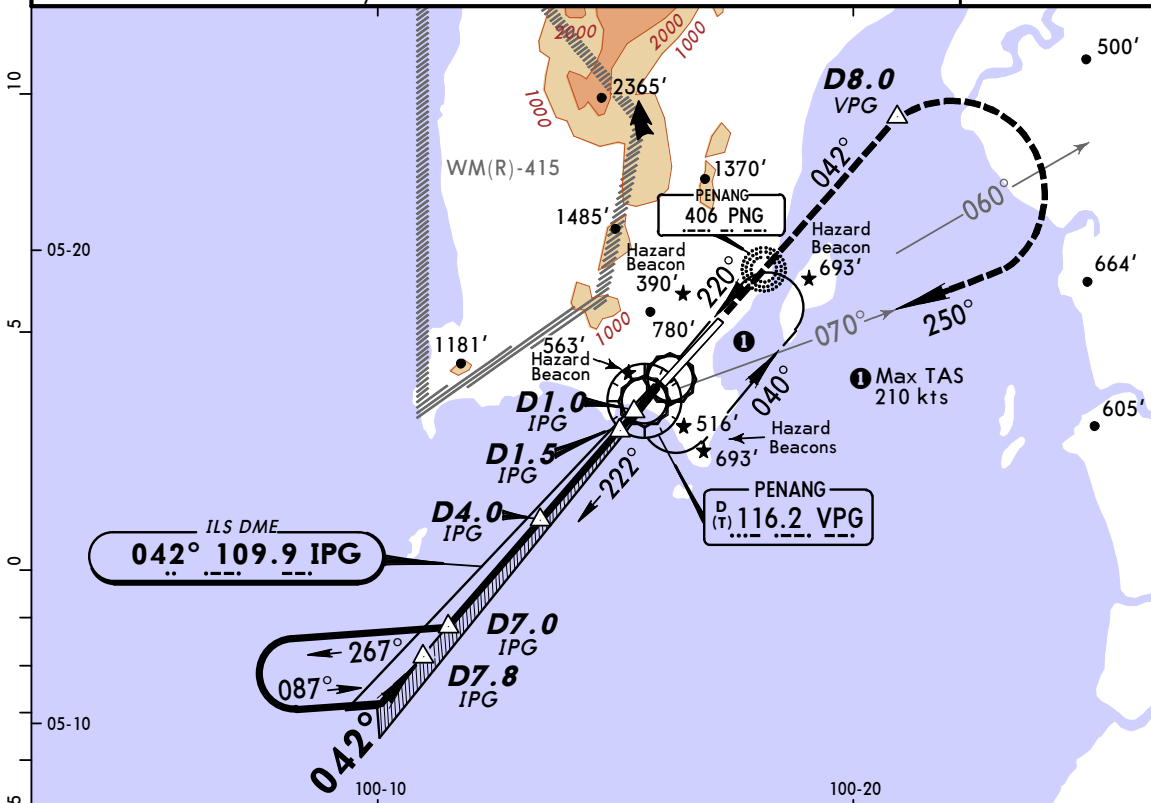 2000
2000
1000
D8.0
VPG
500'
10
2365'
1000
042°
WM(R)-415
1370'
PENANG
406 PNG
060°
1485'
Hazard
Beacon
05-20
Hazard
Beacon
693'
390'
220°
664'
5
1000
780'
070°
250°
1181'
563'
Hazard
Beacon
1
1 Max TAS
210 kts
D1.0
IPG
040°
605'
516'
Hazard
Beacons
D1.5
IPG
693'
222°
PENANG
D
(T) 116.2 VPG
D4.0
IPG
ILS DME
042° 109.9 IPG
0
D7.0
IPG
267°
D7.8
IPG
087°
05-10
042°
5
100-10
100-20